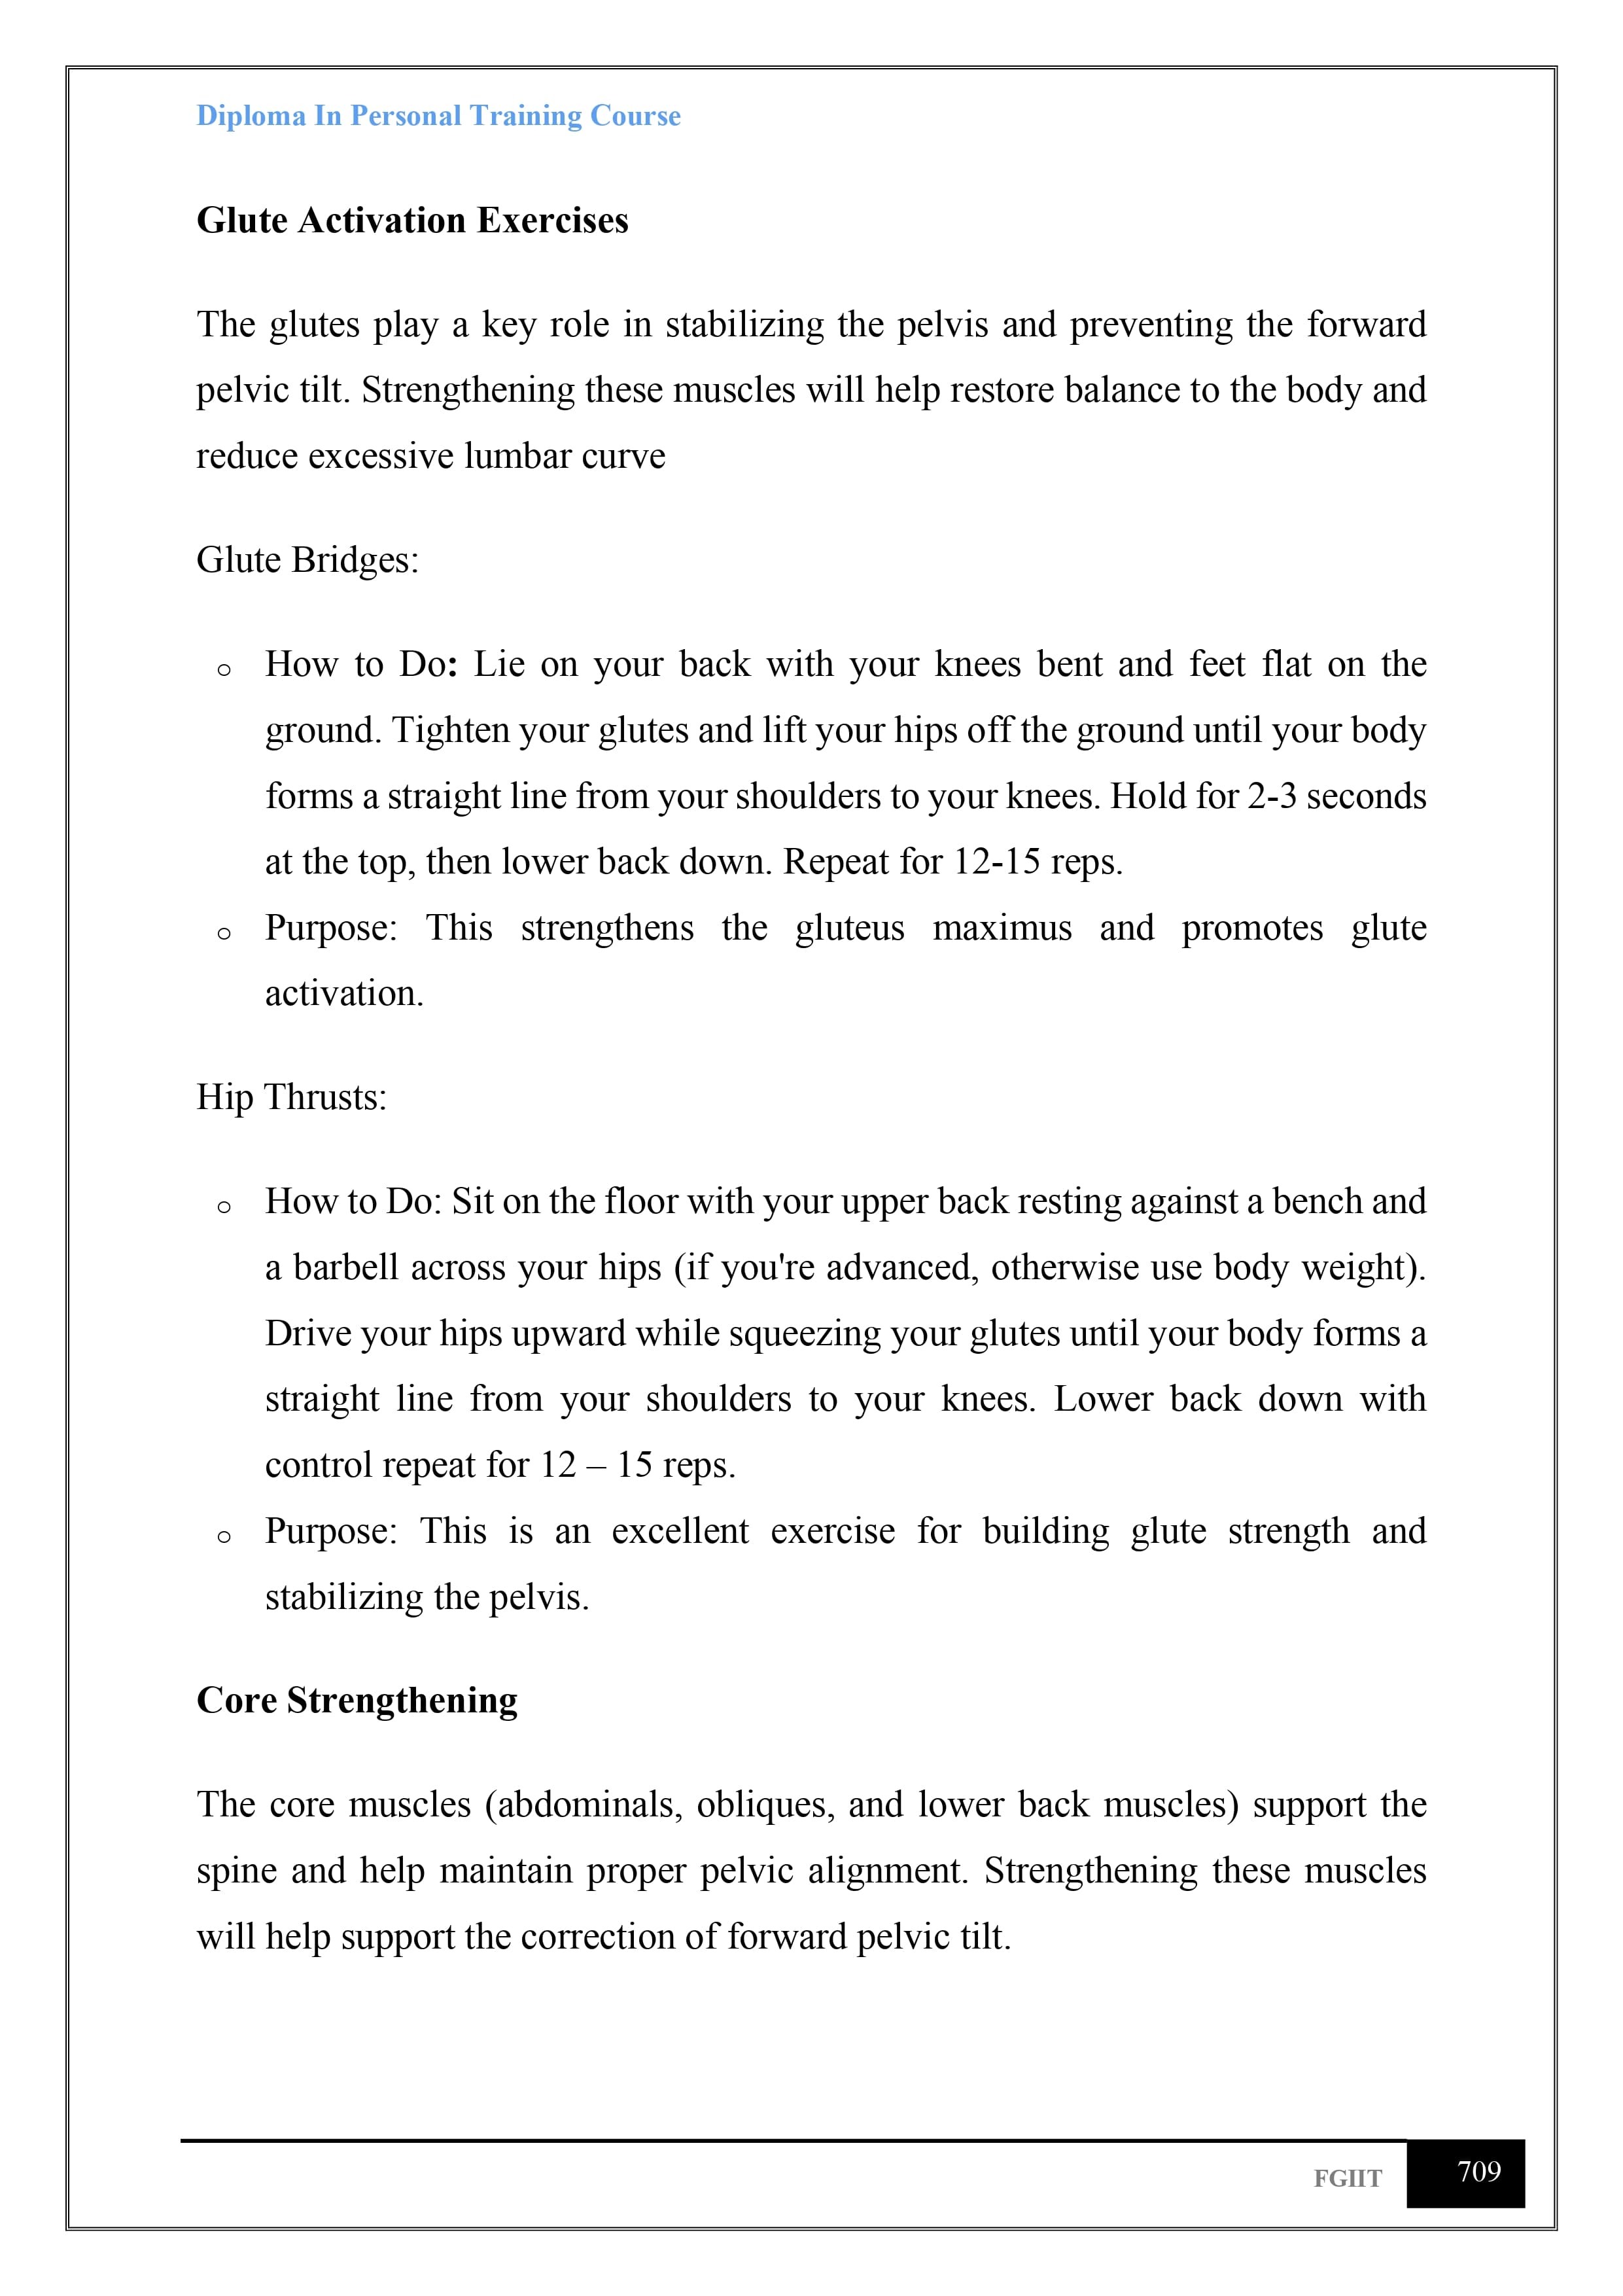 Diploma In Personal Training Course
Glute Activation Exercises
The glutes play a key role in stabilizing the pelvis and preventing the forward
pelvic tilt. Strengthening these muscles will help restore balance to the body and
reduce excessive lumbar curve
Glute Bridges:
o How to Do: Lie on your back with your knees bent and feet flat on the
ground. Tighten your glutes and lift your hips off the ground until your body
forms a straight line from your shoulders to your knees. Hold for 2-3 seconds
at the top, then lower back down. Repeat for 12-15 reps.
o Purpose: This strengthens the gluteus maximus and promotes glute
activation.
Hip Thrusts:
o How to Do: Sit on the floor with your upper back resting against a bench and
a barbell across your hips (if you're advanced, otherwise use body weight).
Drive your hips upward while squeezing your glutes until your body forms a
straight line from your shoulders to your knees. Lower back down with
control repeat for 12 – 15 reps.
o Purpose: This is an excellent exercise for building glute strength and
stabilizing the pelvis.
Core Strengthening
The core muscles (abdominals, obliques, and lower back muscles) support the
spine and help maintain proper pelvic alignment. Strengthening these muscles
will help support the correction of forward pelvic tilt.
FGIIT 709